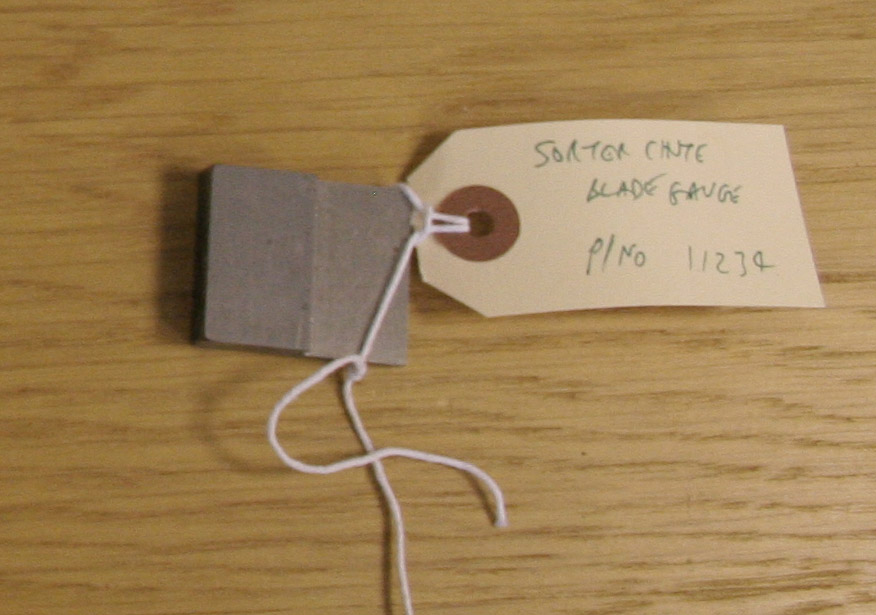 SORTER CHUTE
BLADE GAUGE
P/NO 11234